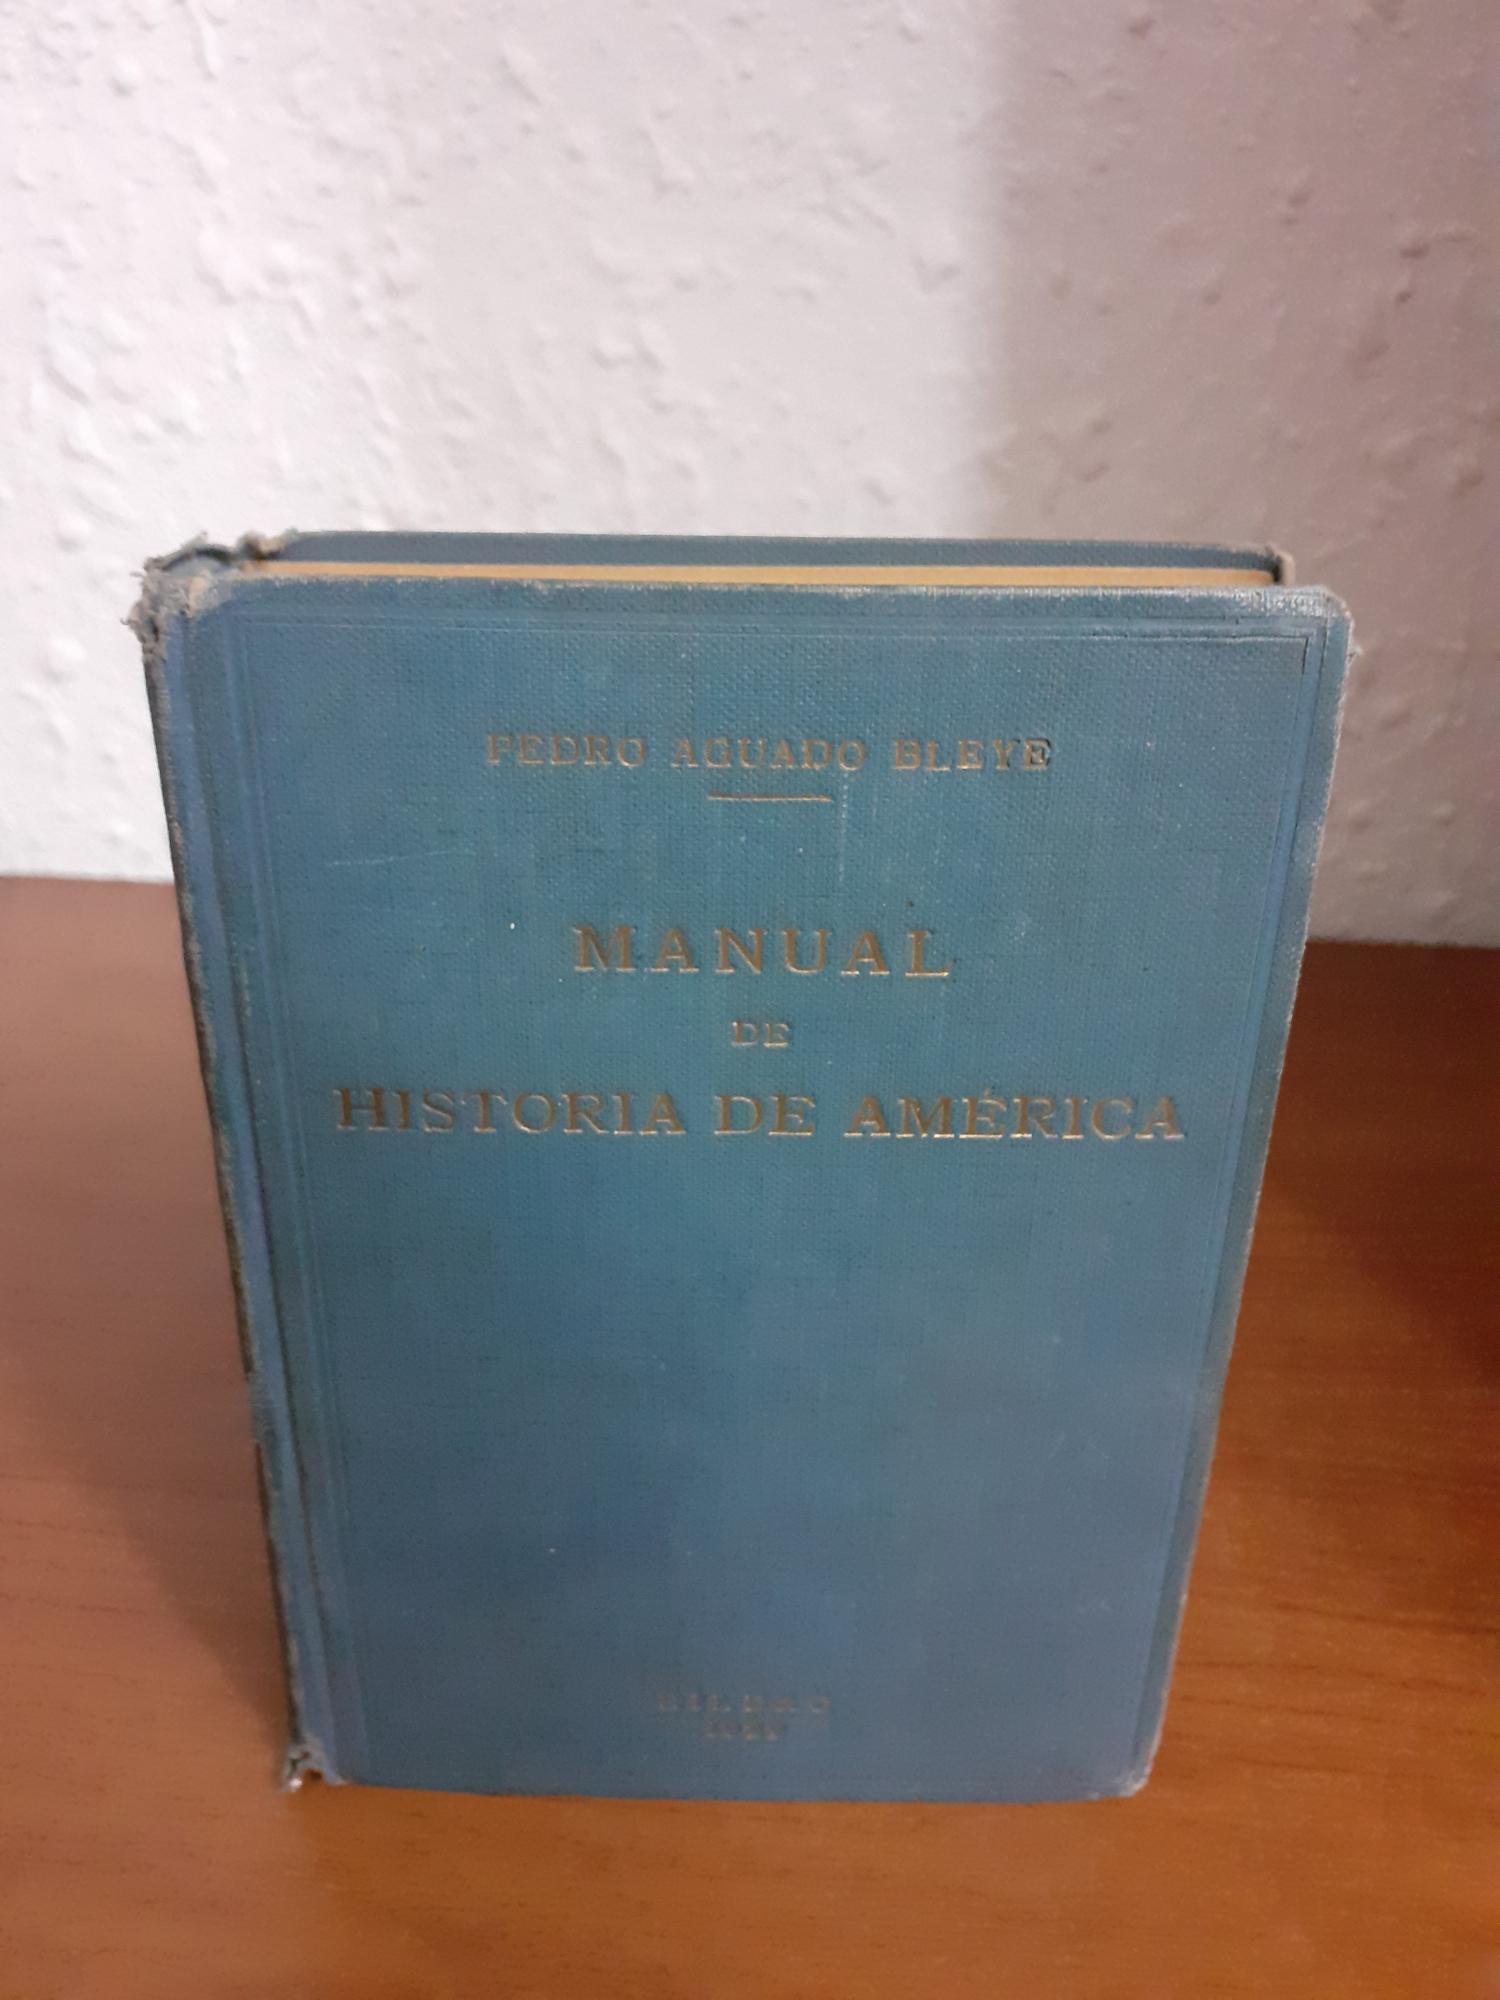 PEDRO AGUADO BLEYE
MANUAL
DE
HISTORIA DE AMÉRICA
BILBAO